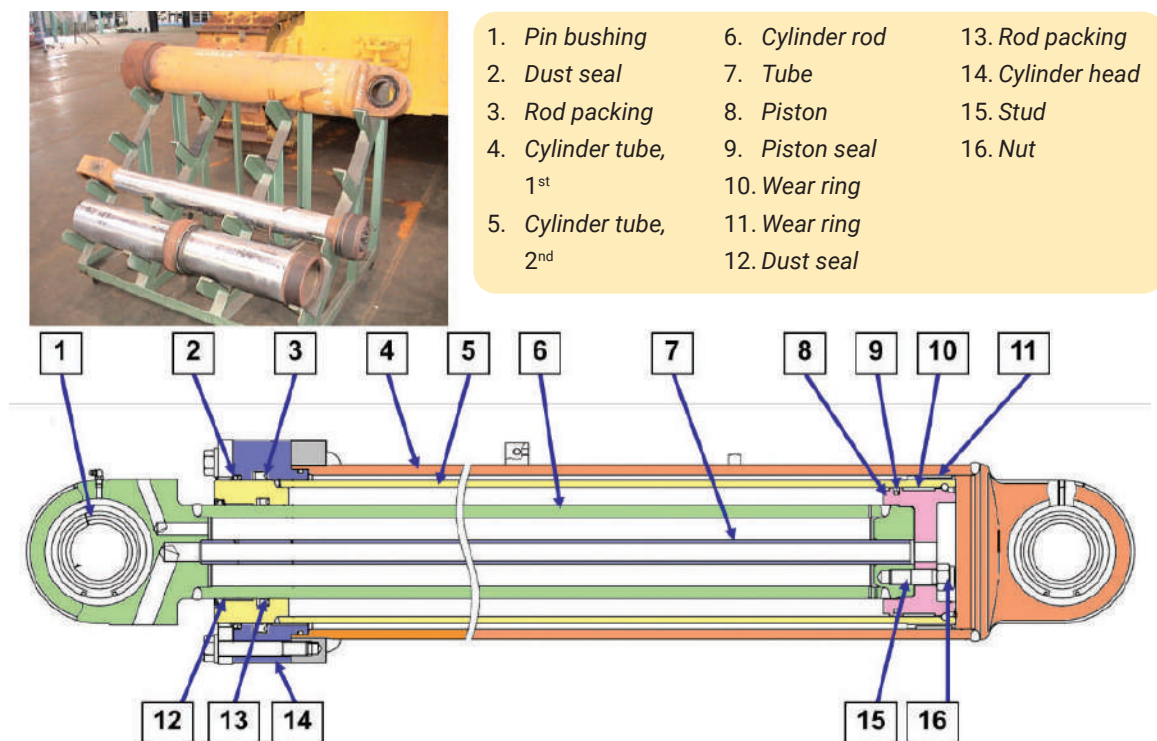 1. Pin bushing
2. Dust seal
3. Rod packing
4. Cylinder tube,
1st
5. Cylinder tube,
2nd
6. Cylinder rod
7. Tube
8. Piston
9. Piston seal
10. Wear ring
11. Wear ring
12. Dust seal
13. Rod packing
14. Cylinder head
15. Stud
16. Nut
1 2 3 4 5 6 7 8 9 10 11
12 13 14 15 16